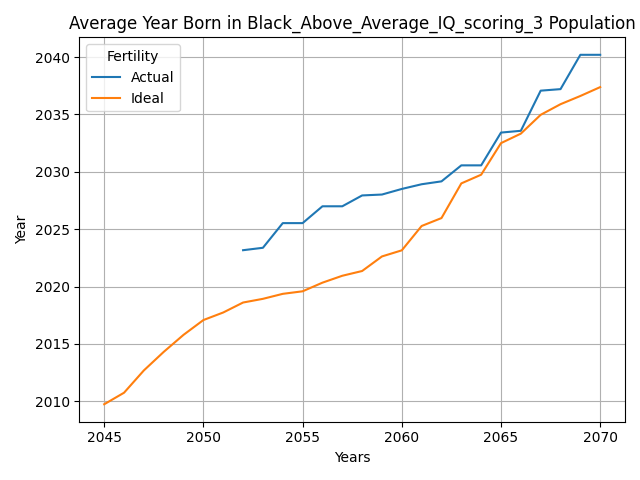 Average Year Born in Black_Above_Average_IQ_scoring_3 Population
Fertility
Actual
Ideal
2040
2035
2030
2025
2020
2015
2010
Year
2045 2050 2055 2060 2065 2070
Years